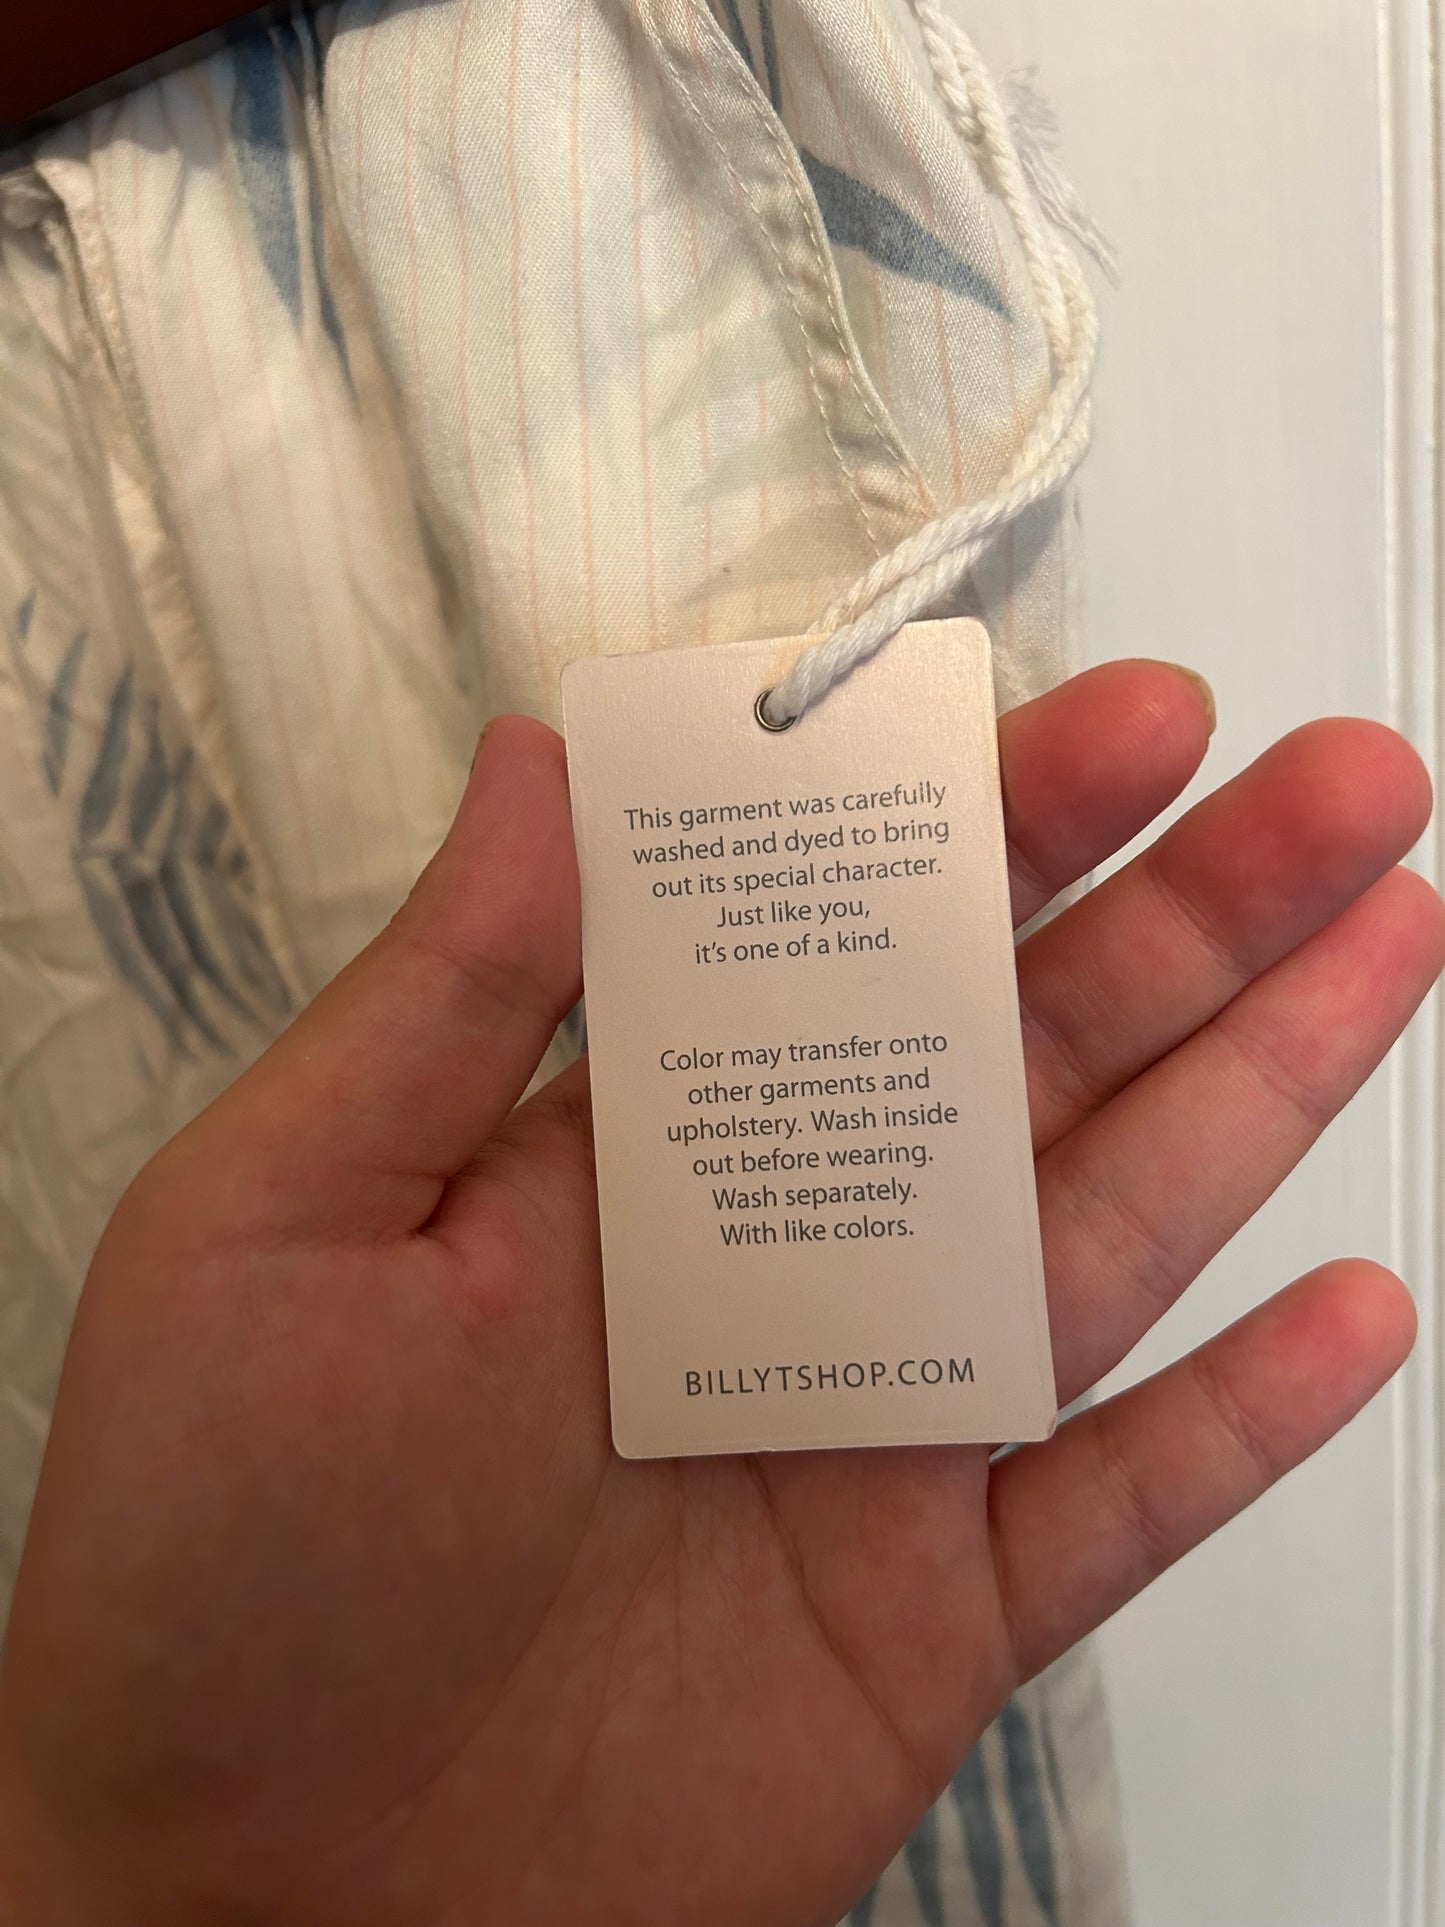 This garment was carefully
washed and dyed to bring
out its special character.
Just like you,
it's one of a kind.
Color may transfer onto
other garments and
upholstery. Wash inside
out before wearing.
Wash separately.
With like colors.
BILLYTSHOP.COM